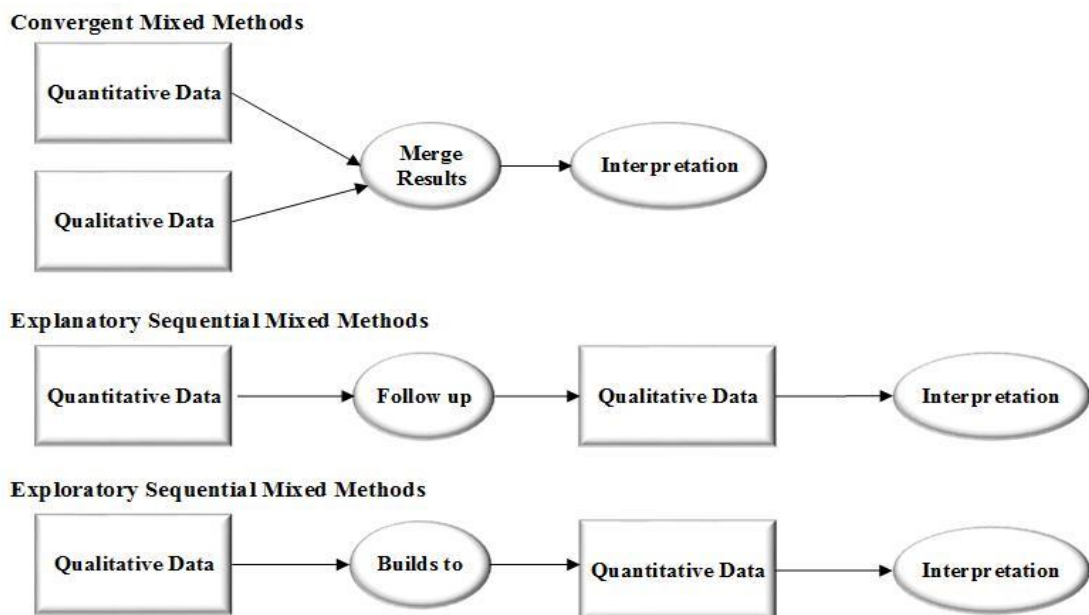 Convergent Mixed Methods
Quantitative Data
Qualitative Data
Merge
Results
Interpretation
Explanatory Sequential Mixed Methods
Quantitative Data
Follow up
Qualitative Data
Interpretation
Exploratory Sequential Mixed Methods
Qualitative Data
Builds to
Quantitative Data
Interpretation